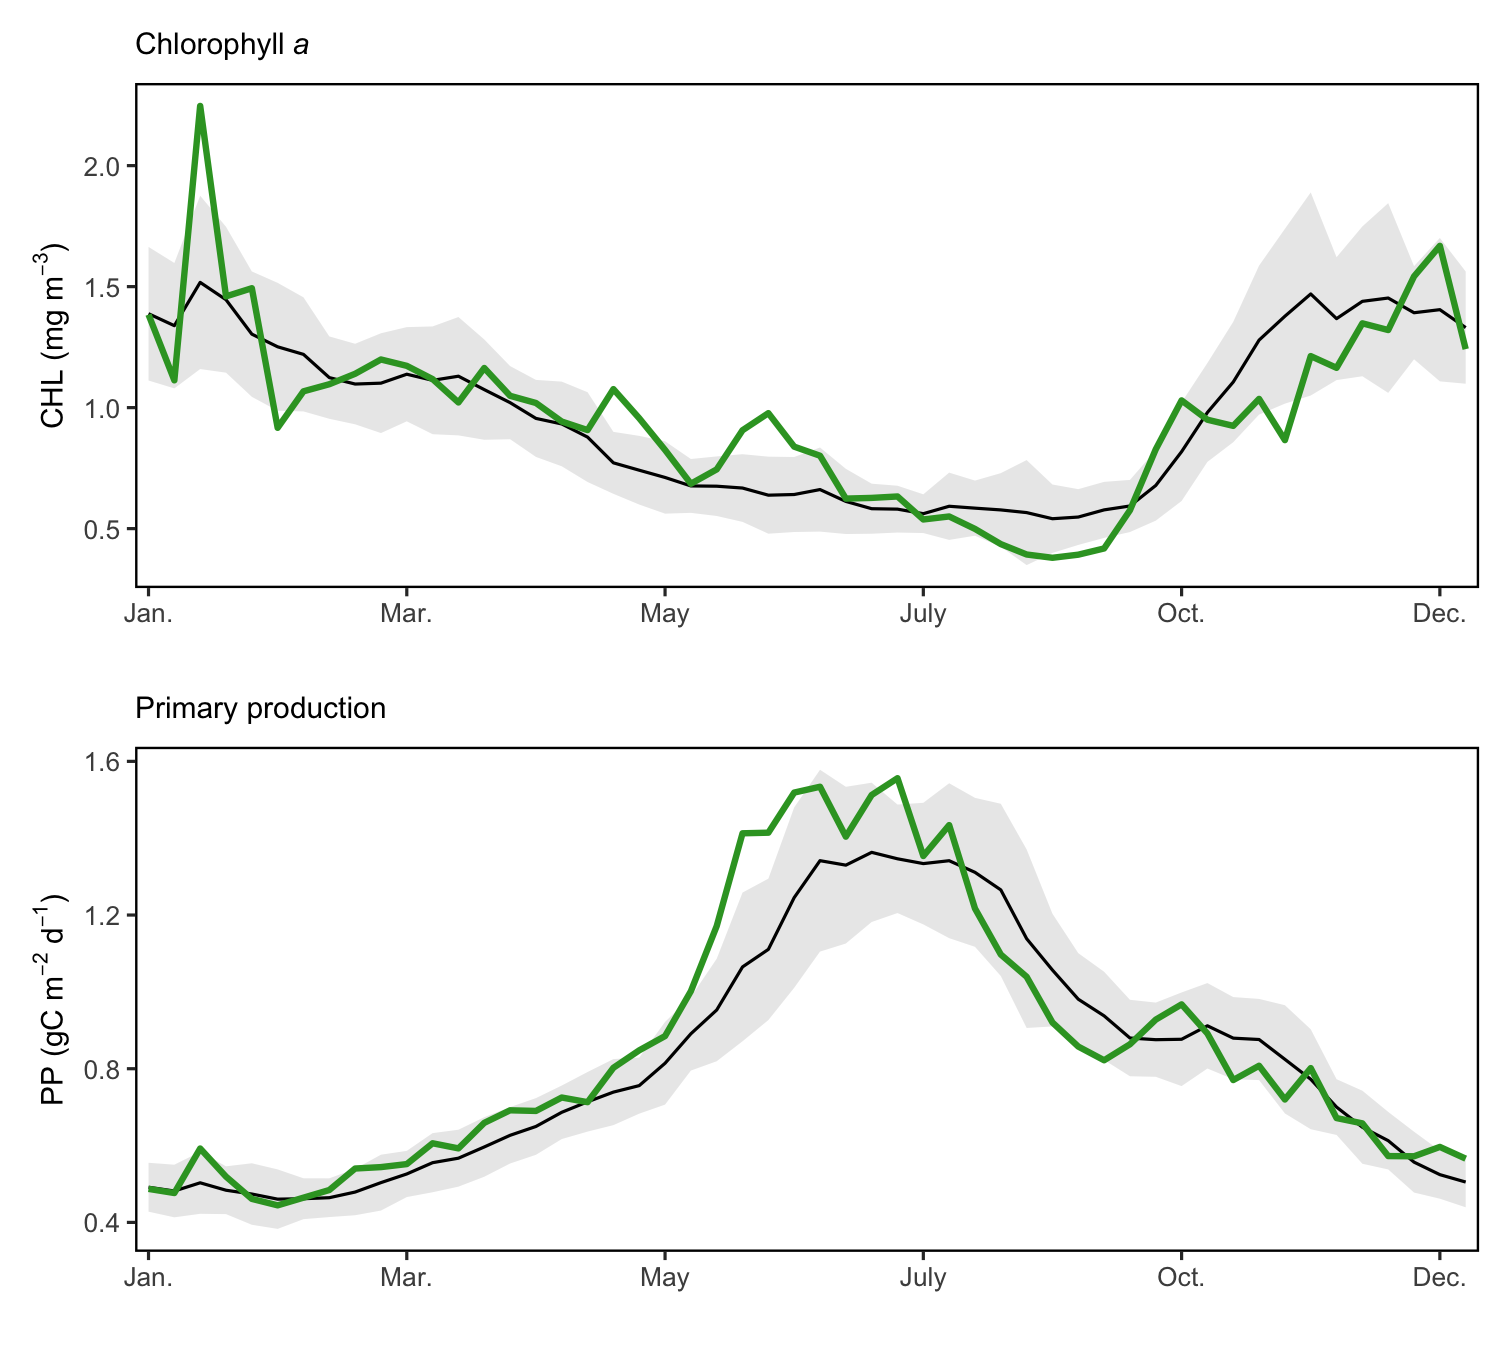 Chlorophyll a
CHL (mg m⁻³)
2.0
1.5
1.0
0.5
Jan. Mar. May July Oct. Dec.
Primary production
PP (gC m⁻² d⁻¹)
1.6
1.2
0.8
0.4
Jan. Mar. May July Oct. Dec.